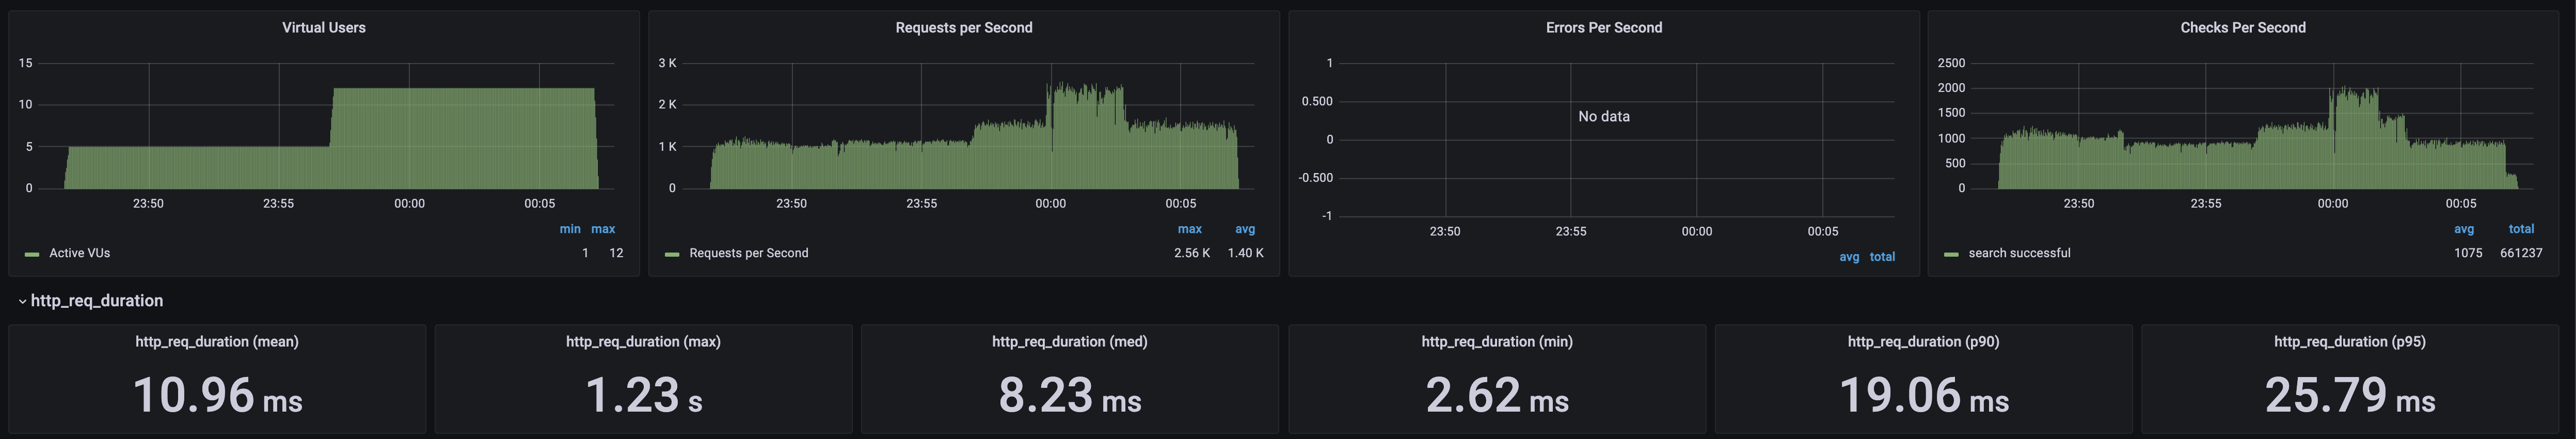 Virtual Users
15
10
5
0
23:50 23:55 00:00 00:05
min max
Active VUs 1 12
Requests per Second
3 K
2 K
1 K
0
23:50 23:55 00:00 00:05
max avg
Requests per Second 2.56 K 1.40 K
Errors Per Second
1
0.500
0
-0.500
-1
No data
23:50 23:55 00:00 00:05
avg total
Checks Per Second
2500
2000
1500
1000
500
0
23:50 23:55 00:00 00:05
avg total
search successful 1075 661237
http_req_duration
http_req_duration (mean)
10.96 ms
http_req_duration (max)
1.23 s
http_req_duration (med)
8.23 ms
http_req_duration (min)
2.62 ms
http_req_duration (p90)
19.06 ms
http_req_duration (p95)
25.79 ms